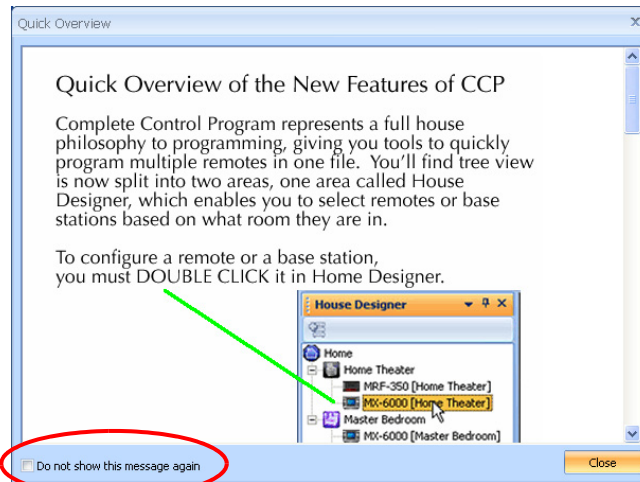 Quick Overview
Quick Overview of the New Features of CCP
Complete Control Program represents a full house
philosophy to programming, giving you tools to quickly
program multiple remotes in one file. You'll find tree view
is now split into two areas, one area called House
Designer, which enables you to select remotes or base
stations based on what room they are in.
To configure a remote or a base station,
you must DOUBLE CLICK it in Home Designer.
House Designer
Home
Home Theater
MRF-350 [Home Theater]
MX-6000 [Home Theater]
Master Bedroom
MX-6000 [Master Bedroom]
Do not show this message again
Close